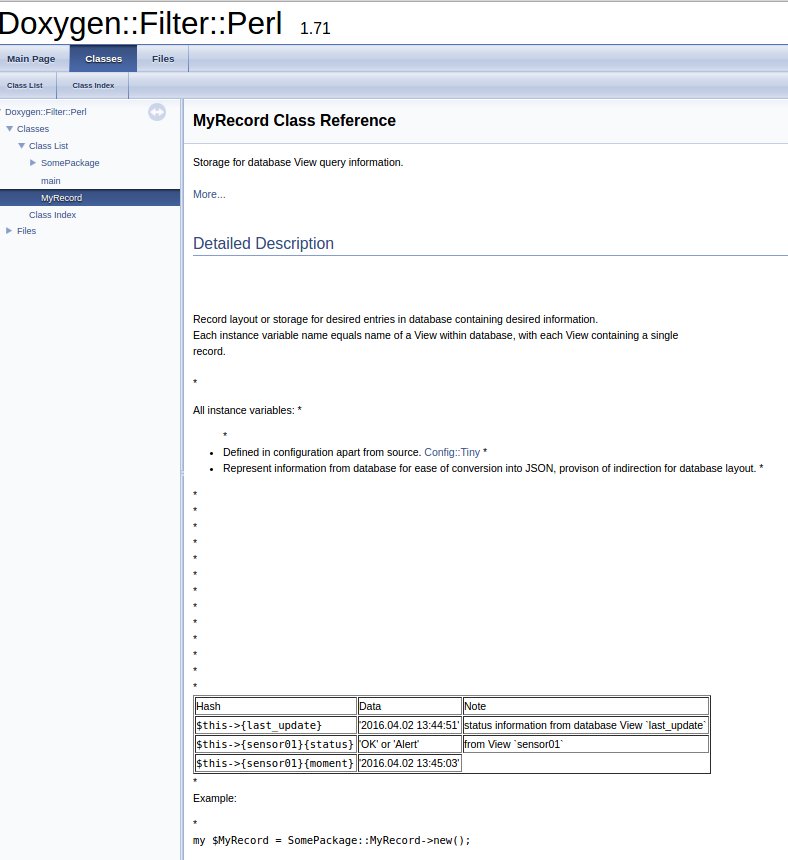 Doxygen::Filter::Perl 1.71
Main Page Classes Files
Class List Class Index
Doxygen::Filter::Perl
Classes
Class List
SomePackage
main
MyRecord
Class Index
Files
MyRecord Class Reference
Storage for database View query information.
More...
Detailed Description
Record layout or storage for desired entries in database containing desired information.
Each instance variable name equals name of a View within database, with each View containing a single
record.
*
All instance variables: *
*
• Defined in configuration apart from source. Config::Tiny *
• Represent information from database for ease of conversion into JSON, provison of indirection for database layout. *
*
*
*
*
*
*
*
*
*
*
*
*
*
Hash Data Note
$this->{last_update} '2016.04.02 13:44:51' status information from database View `last_update`
$this->{sensor01}{status} 'OK' or 'Alert' from View `sensor01`
$this->{sensor01}{moment} '2016.04.02 13:45:03'
*
Example:
*
my $MyRecord = SomePackage::MyRecord->new();